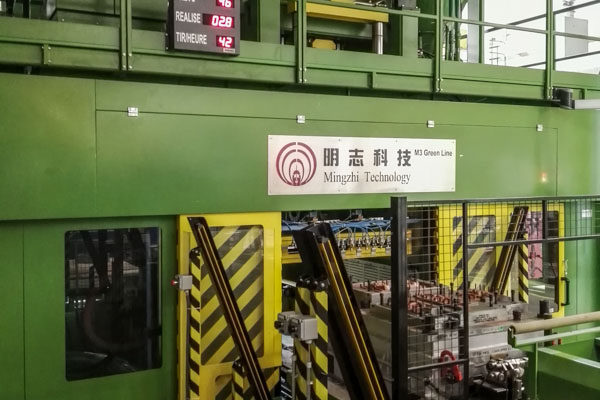 46
REALISE 028
TIR/HEURE 42
明志科技 M3 Green Line
Mingzhi Technology